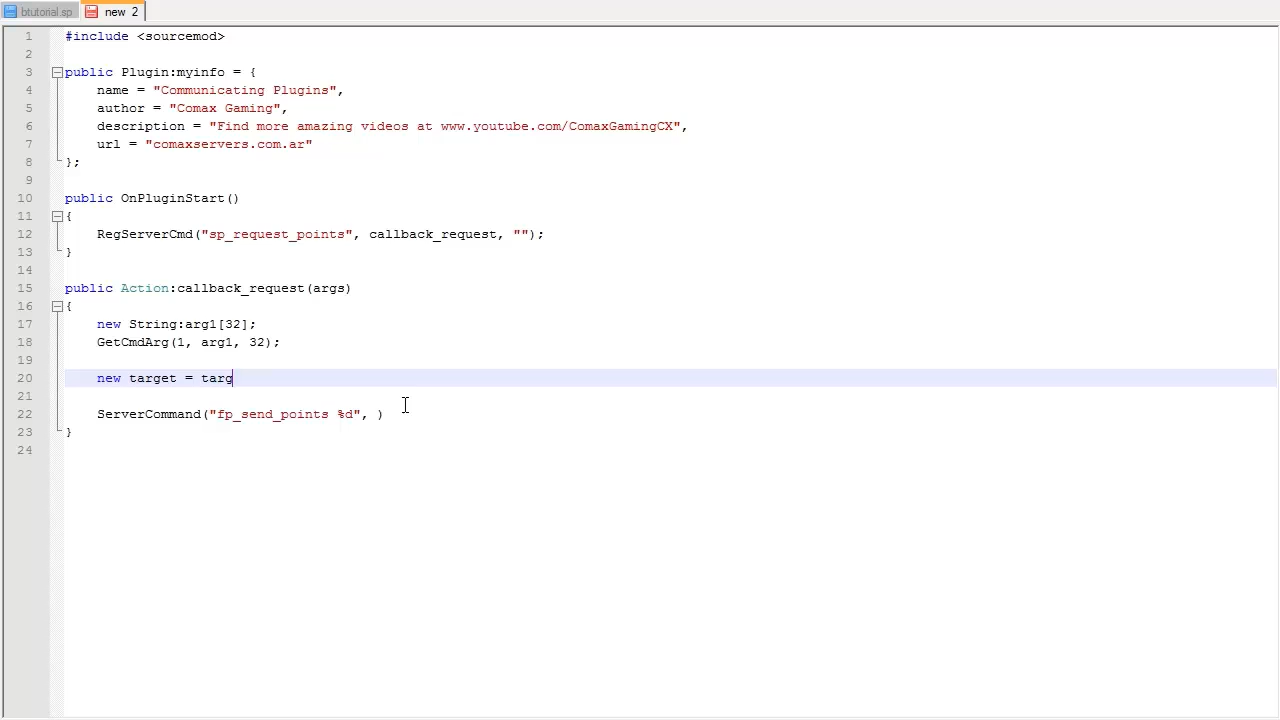 btutorial.sp new 2
1 #include <sourcemod>
2
3 public Plugin:myinfo = {
4 name = "Communicating Plugins",
5 author = "Comax Gaming",
6 description = "Find more amazing videos at www.youtube.com/ComaxGamingCX",
7 url = "comaxservers.com.ar"
8 };
9
10 public OnPluginStart()
11 {
12 RegServerCmd("sp_request_points", callback_request, "");
13 }
14
15 public Action:callback_request(args)
16 {
17 new String:arg1[32];
18 GetCmdArg(1, arg1, 32);
19
20 new target = targ
21
22 ServerCommand("fp_send_points %d", )
23 }
24